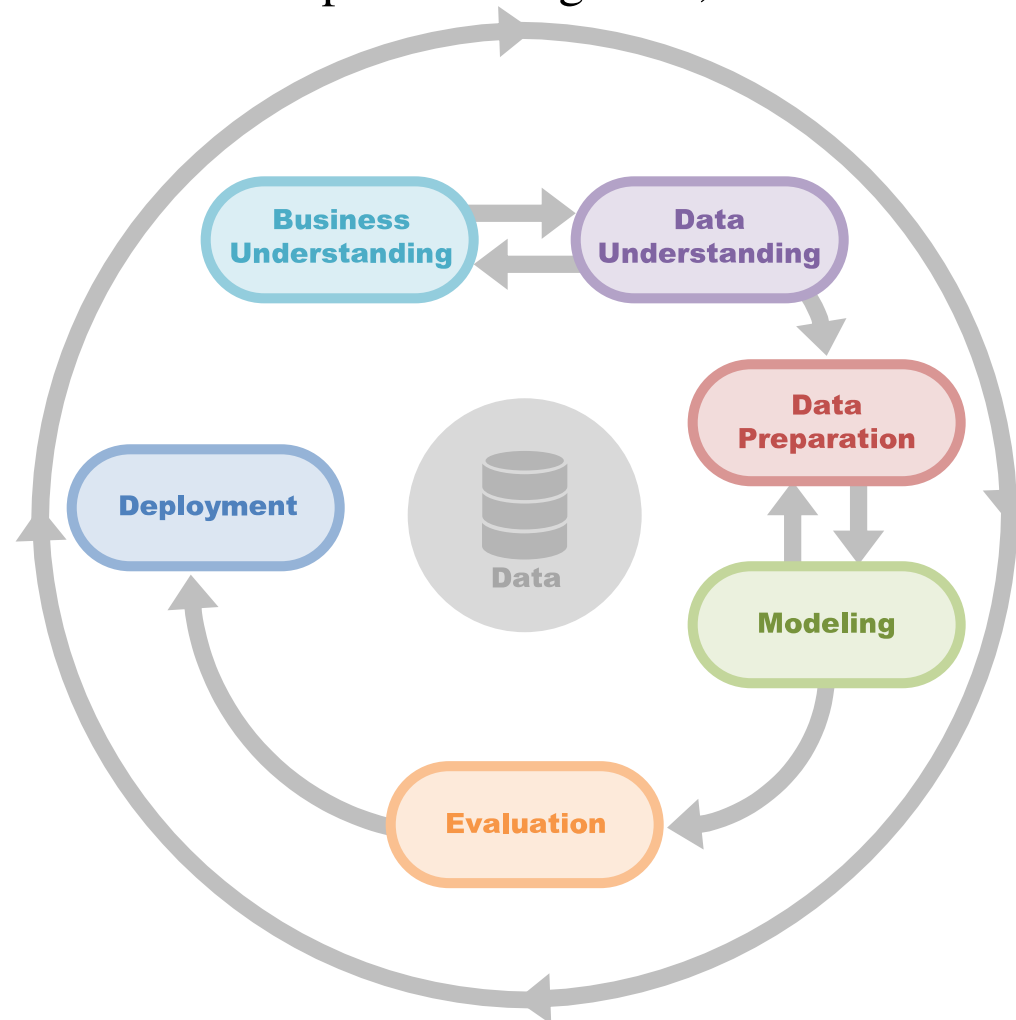 Business
Understanding
Data
Understanding
Data
Preparation
Deployment
Data
Modeling
Evaluation